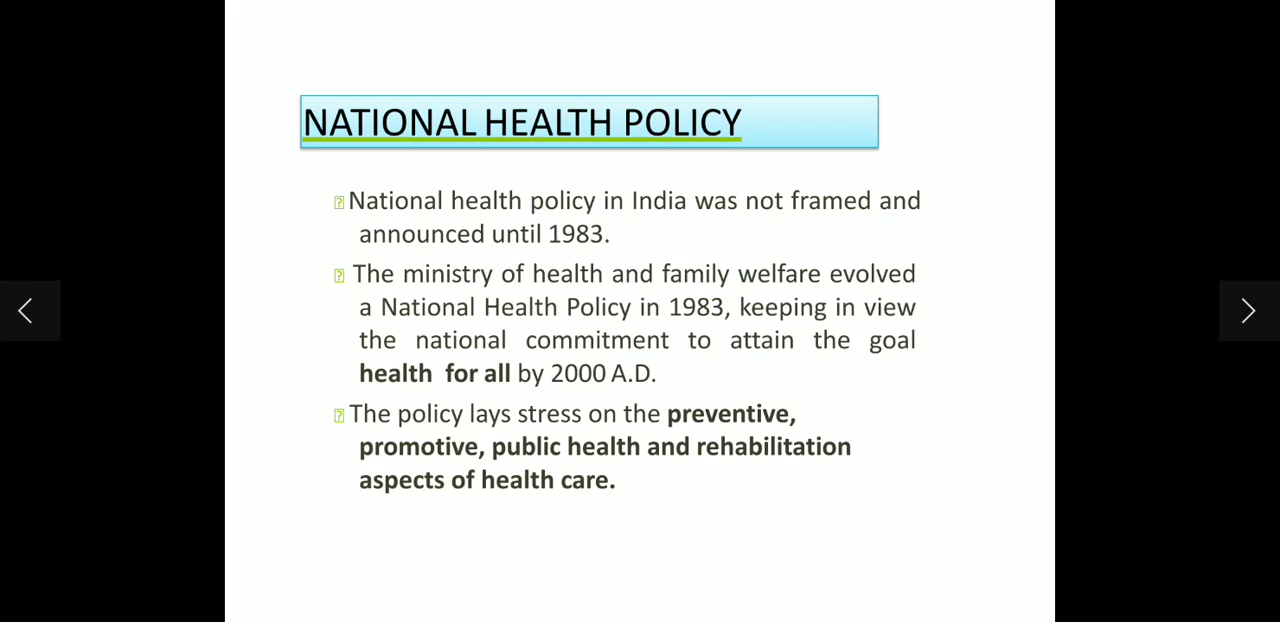 NATIONAL HEALTH POLICY
National health policy in India was not framed and
announced until 1983.
The ministry of health and family welfare evolved
a National Health Policy in 1983, keeping in view
the national commitment to attain the goal
health for all by 2000 A.D.
The policy lays stress on the preventive,
promotive, public health and rehabilitation
aspects of health care.